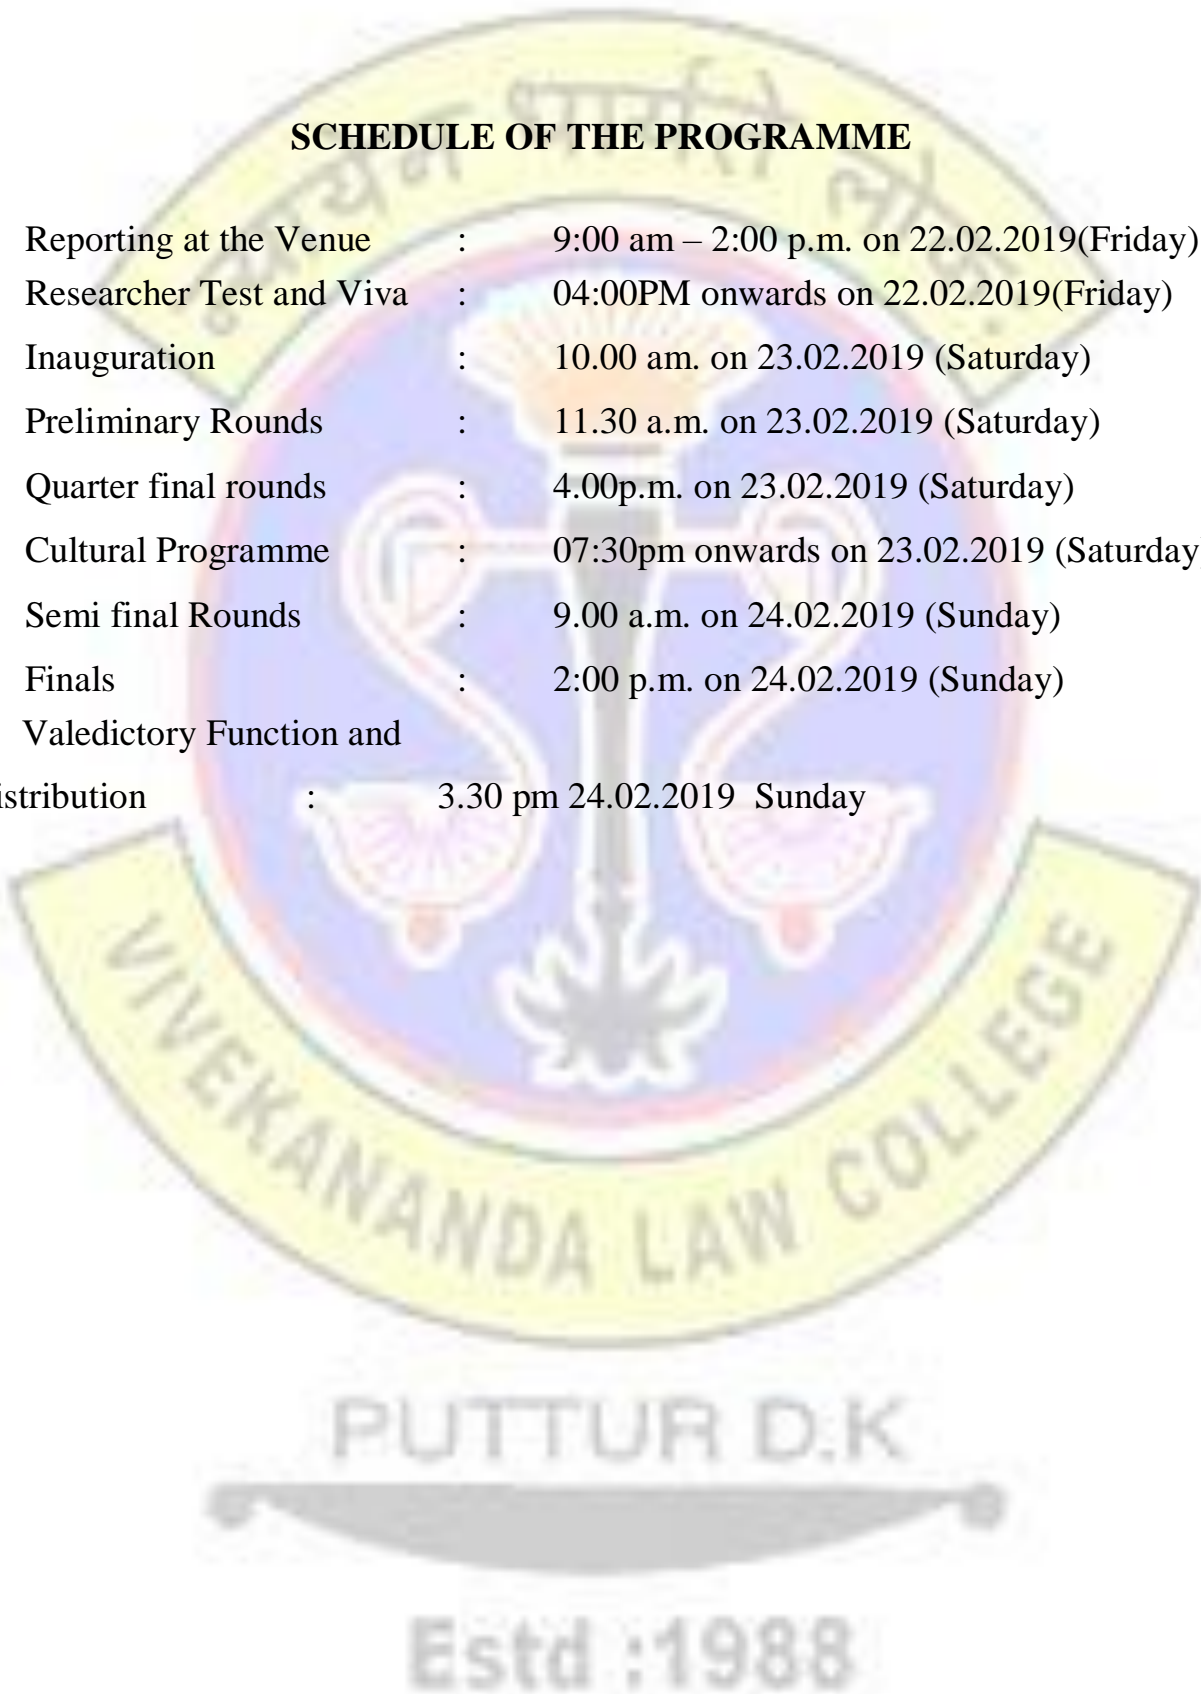 SCHEDULE OF THE PROGRAMME
Reporting at the Venue : 9:00 am – 2:00 p.m. on 22.02.2019(Friday)
Researcher Test and Viva : 04:00PM onwards on 22.02.2019(Friday)
Inauguration : 10.00 am. on 23.02.2019 (Saturday)
Preliminary Rounds : 11.30 a.m. on 23.02.2019 (Saturday)
Quarter final rounds : 4.00p.m. on 23.02.2019 (Saturday)
Cultural Programme : 07:30pm onwards on 23.02.2019 (Saturday
Semi final Rounds : 9.00 a.m. on 24.02.2019 (Sunday)
Finals : 2:00 p.m. on 24.02.2019 (Sunday)
Valedictory Function and
istribution : 3.30 pm 24.02.2019 Sunday
VIVEKANANDA LAW COLLEGE
PUTTUR D.K
Estd :1988